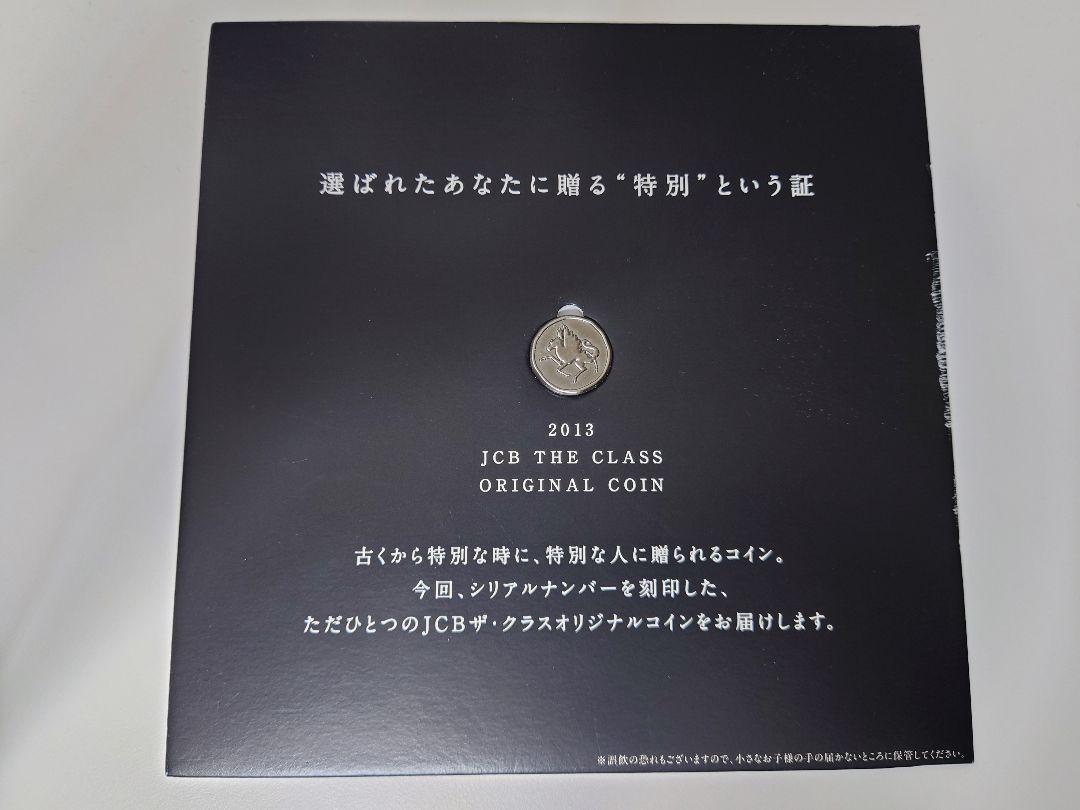 選ばれたあなたに贈る“特別”という証
2013
JCB THE CLASS
ORIGINAL COIN
古くから特別な時に、特別な人に贈られるコイン。
今回、シリアルナンバーを刻印した、
ただひとつのJCBザ・クラスオリジナルコインをお届けします。
※誤飲の恐れもございますので、小さなお子様の手の届かないところに保管してください。